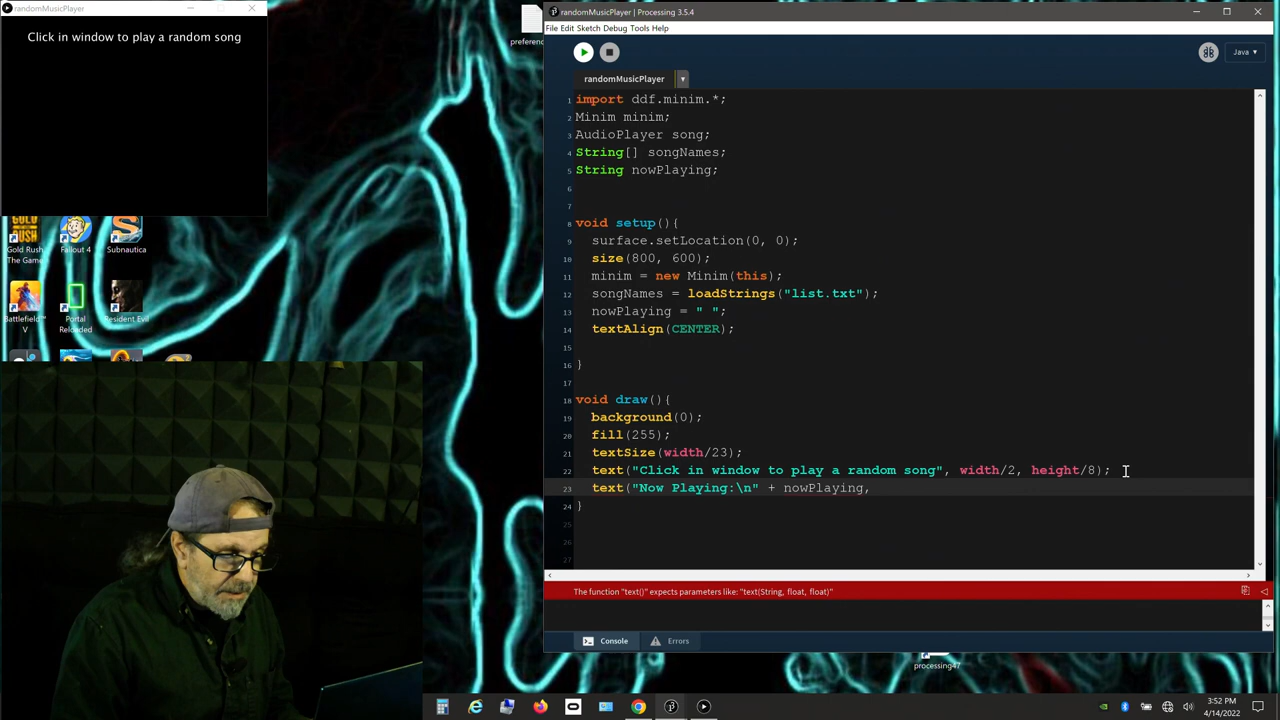 randomMusicPlayer
Click in window to play a random song
Gold Rush
The Game
Fallout 4
Subnautica
Battlefield™
V
Portal
Reloaded
Resident Evil
randomMusicPlayer | Processing 3.5.4
File Edit Sketch Debug Tools Help
Java ▾
randomMusicPlayer
1 import ddf.minim.*;
2 Minim minim;
3 AudioPlayer song;
4 String[] songNames;
5 String nowPlaying;
6
7
8 void setup(){
9 surface.setLocation(0, 0);
10 size(800, 600);
11 minim = new Minim(this);
12 songNames = loadStrings("list.txt");
13 nowPlaying = " ";
14 textAlign(CENTER);
15
16 }
17
18 void draw(){
19 background(0);
20 fill(255);
21 textSize(width/23);
22 text("Click in window to play a random song", width/2, height/8);
23 text("Now Playing:\n" + nowPlaying,
24 }
25
26
27
The function "text()" expects parameters like: "text(String, float, float)"
Console
Errors
processing47
3:52 PM
4/14/2022